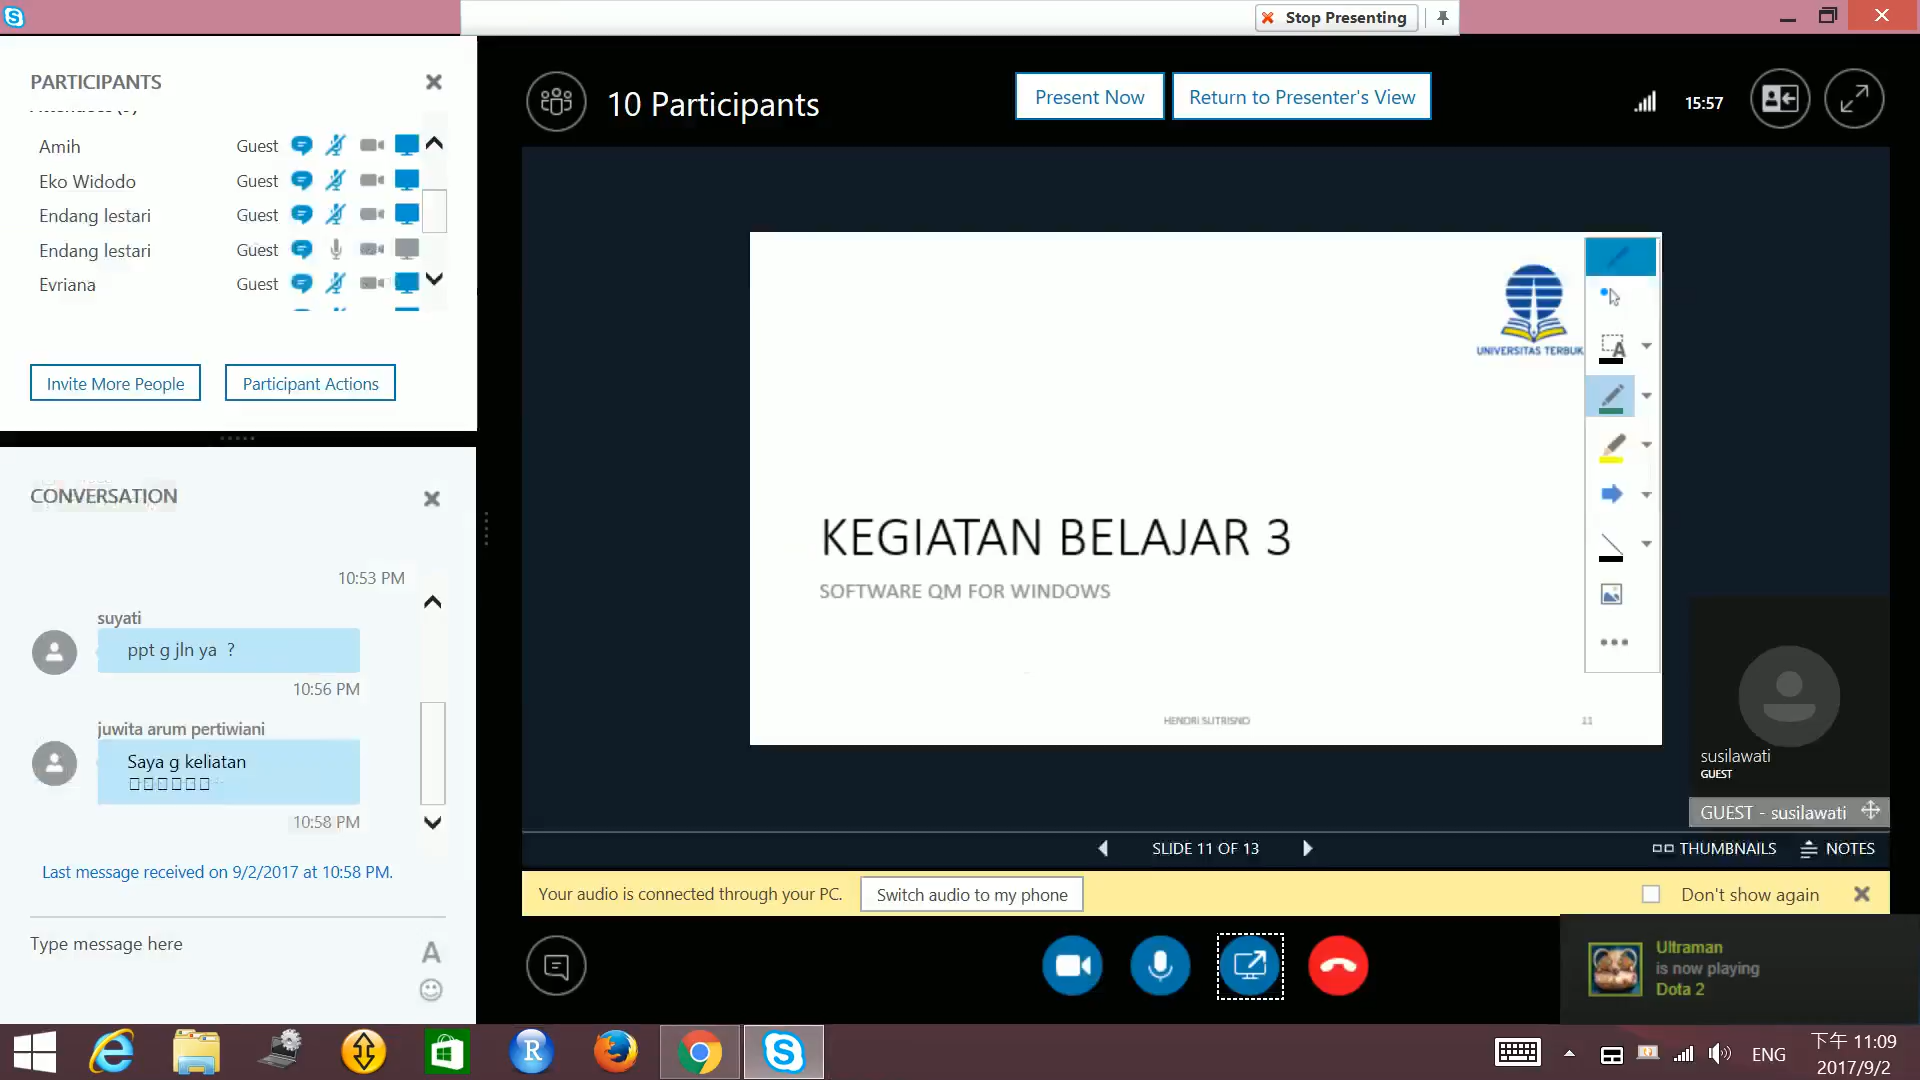 Stop Presenting
PARTICIPANTS
Amih Guest
Eko Widodo Guest
Endang lestari Guest
Endang lestari Guest
Evriana Guest
Invite More People
Participant Actions
CONVERSATION
10:53 PM
suyati
ppt g jln ya ?
10:56 PM
juwita arum pertiwiani
Saya g keliatan
10:58 PM
Last message received on 9/2/2017 at 10:58 PM.
Type message here
A
10 Participants
Present Now
Return to Presenter's View
15:57
UNIVERSITAS TERBUK
A
KEGIATAN BELAJAR 3
SOFTWARE QM FOR WINDOWS
HENDRI SUTRISNO
11
susilawati
GUEST
GUEST - susilawati
SLIDE 11 OF 13
THUMBNAILS
NOTES
Your audio is connected through your PC.
Switch audio to my phone
Don't show again
Ultraman
is now playing
Dota 2
ENG
下午 11:09
2017/9/2